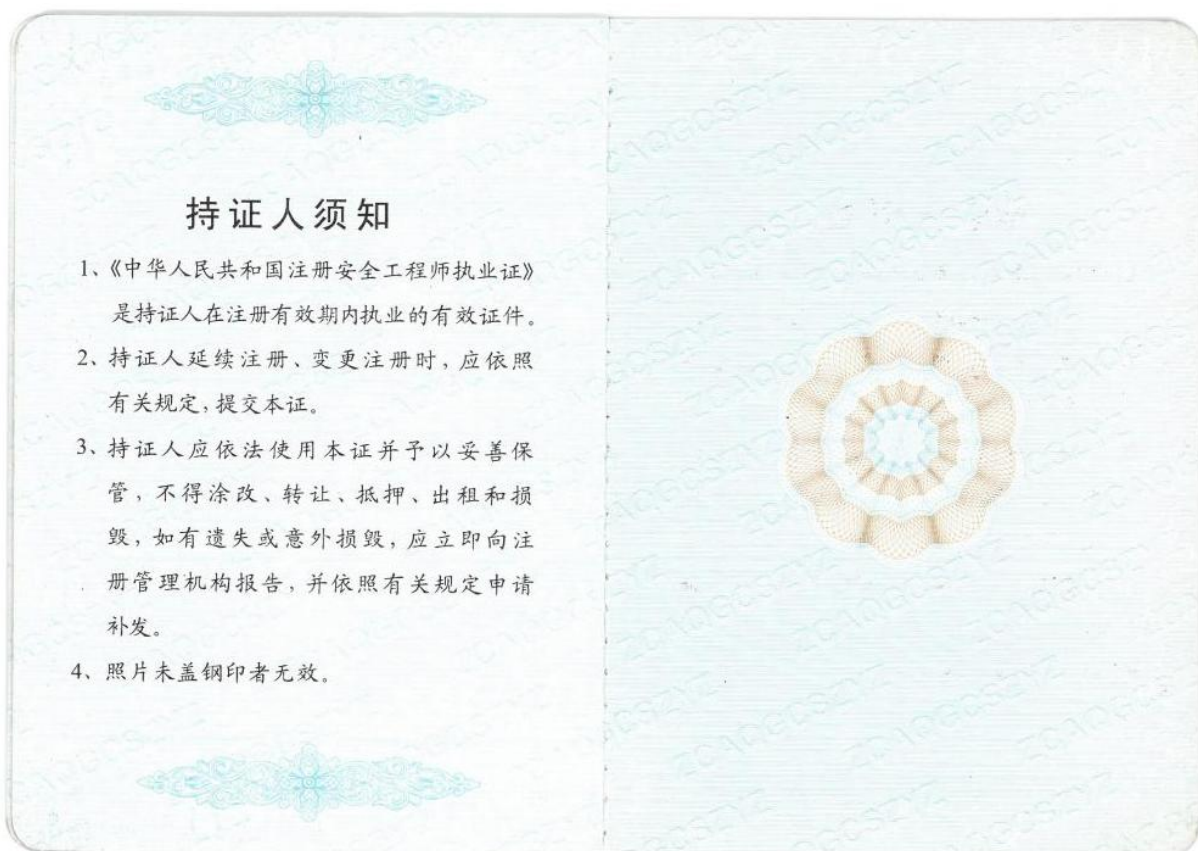 持证人须知
1、《中华人民共和国注册安全工程师执业证》
是持证人在注册有效期内执业的有效证件。
2、持证人延续注册、变更注册时，应依照
有关规定，提交本证。
3、持证人应依法使用本证并予以妥善保
管，不得涂改、转让、抵押、出租和损
毁，如有遗失或意外损毁，应立即向注
册管理机构报告，并依照有关规定申请
补发。
4、照片未盖钢印者无效。
ZCAQGCSZYZ